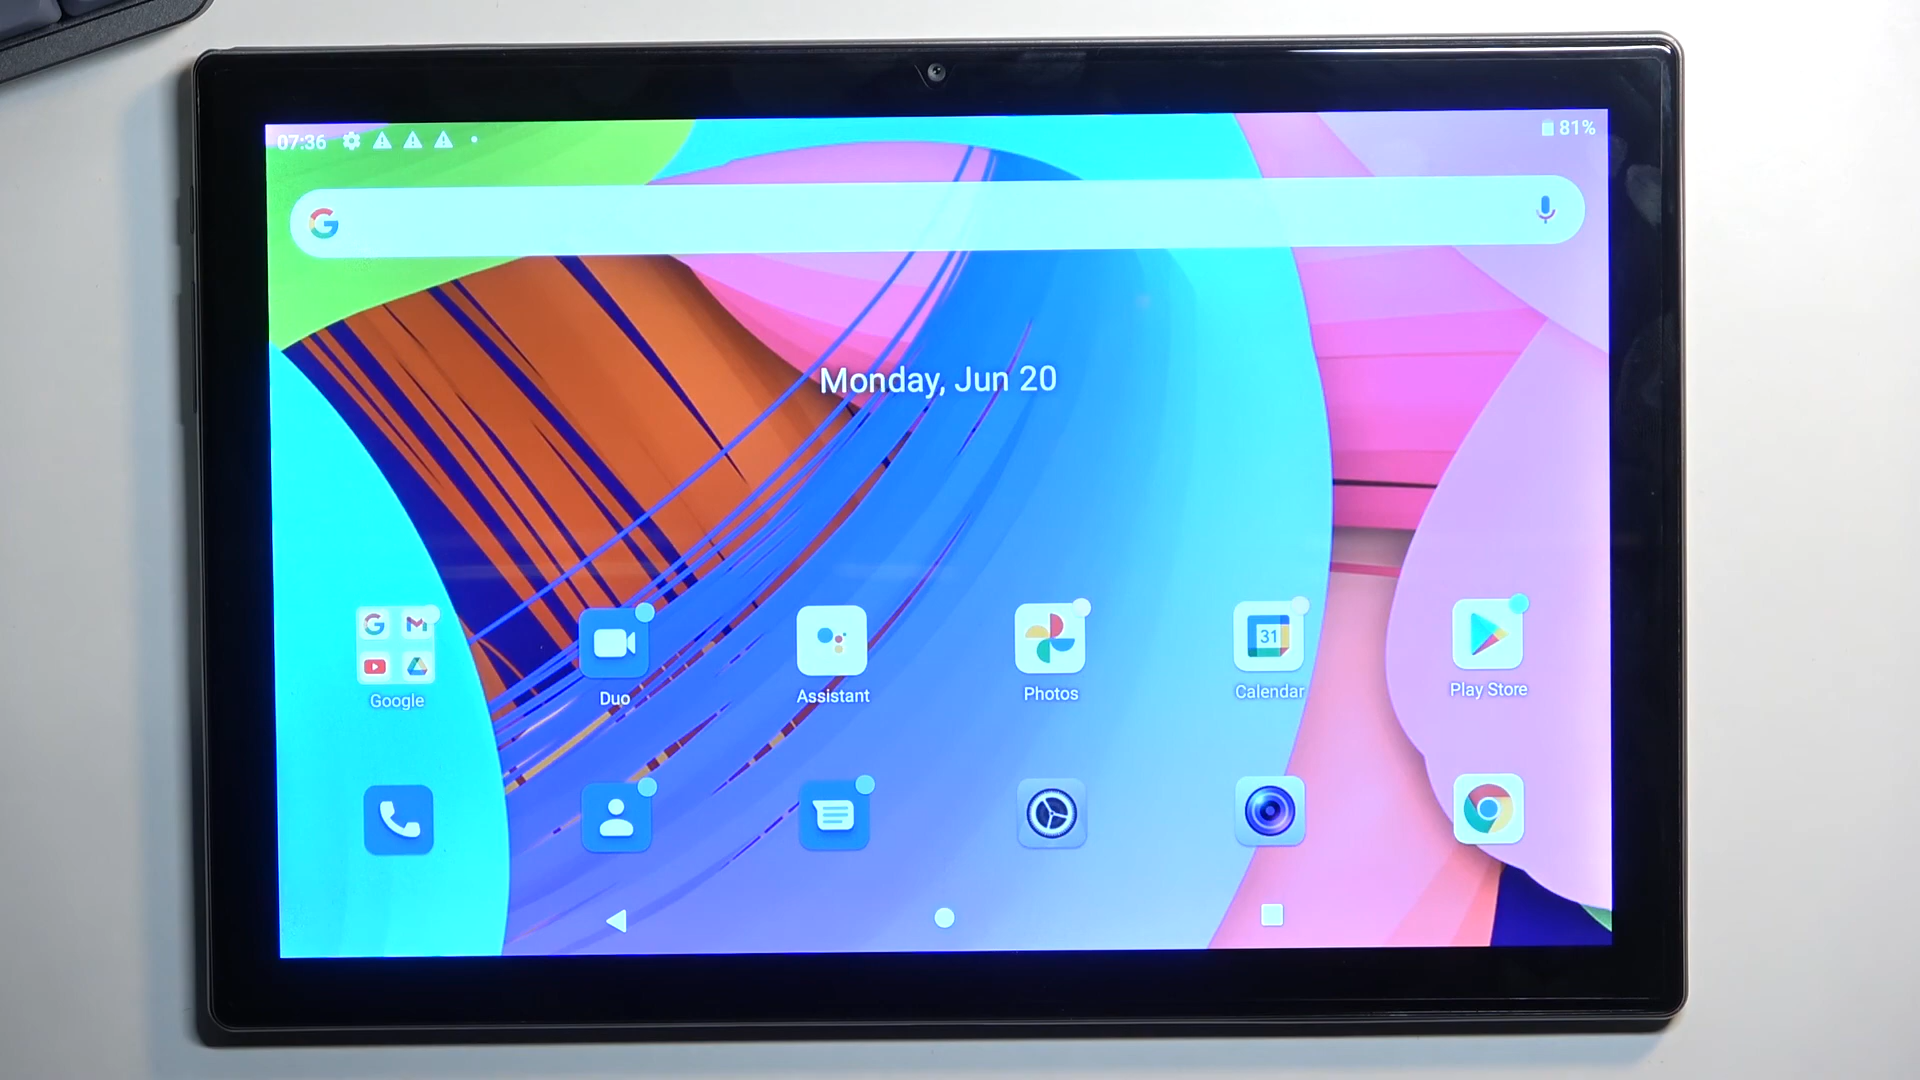 07:36 81%
G
Monday, Jun 20
G M
31
Google Duo Assistant Photos Calendar Play Store